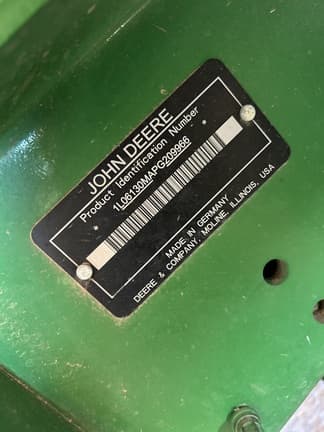 JOHN DEERE
Product Identification Number
1L06130MAPG209966
MADE IN GERMANY
DEERE & COMPANY, MOLINE, ILLINOIS, USA